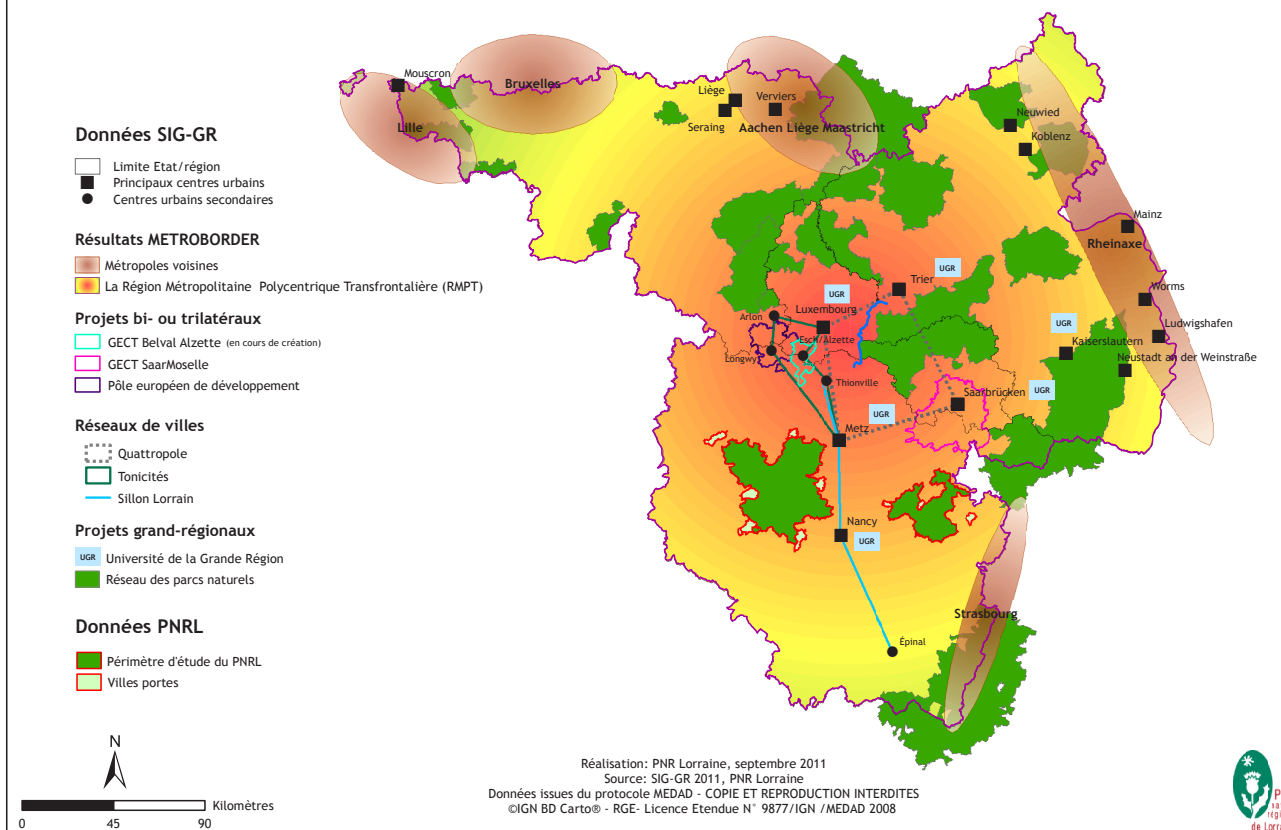 Données SIG-GR
Limite Etat/région
Principaux centres urbains
Centres urbains secondaires
Résultats METROBORDER
Métropoles voisines
La Région Métropolitaine Polycentrique Transfrontalière (RMPT)
Projets bi- ou trilatéraux
GECT Belval Alzette (en cours de création)
GECT SaarMoselle
Pôle européen de développement
Réseaux de villes
Quattropole
Tonicités
Sillon Lorrain
Projets grand-régionaux
UGR Université de la Grande Région
Réseau des parcs naturels
Données PNRL
Périmètre d'étude du PNRL
Villes portes
N
Kilomètres
0 45 90
Mouscron
Lille
Bruxelles
Liège
Seraing
Verviers
Aachen Liège Maastricht
Neuwied
Koblenz
Mainz
Rheinaxe
Worms
Ludwigshafen
UGR
Kaiserslautern
Neustadt an der Weinstraße
UGR
UGR
Trier
UGR
Luxembourg
Arlon
Esch/Alzette
Longwy
Thionville
Saarbrücken
UGR
Metz
Nancy
UGR
Strasbourg
Épinal
Réalisation: PNR Lorraine, septembre 2011
Source: SIG-GR 2011, PNR Lorraine
Données issues du protocole MEDAD - COPIE ET REPRODUCTION INTERDITES
©IGN BD Carto® - RGE- Licence Etendue N° 9877/IGN /MEDAD 2008